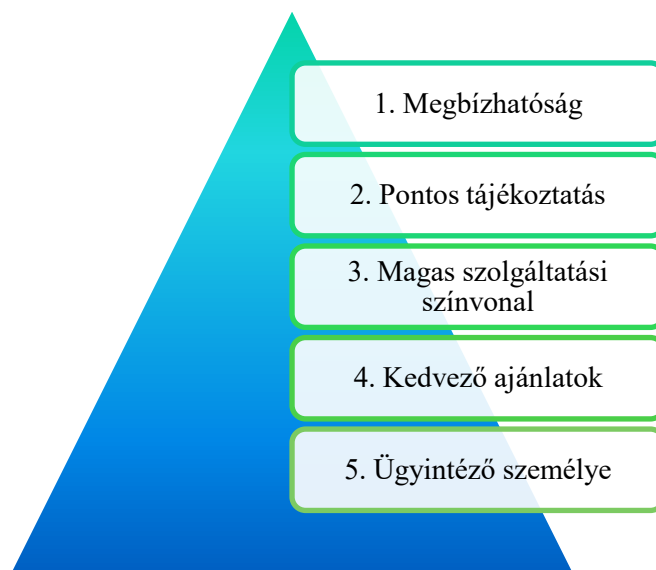 1. Megbízhatóság
2. Pontos tájékoztatás
3. Magas szolgáltatási
színvonal
4. Kedvező ajánlatok
5. Ügyintéző személye